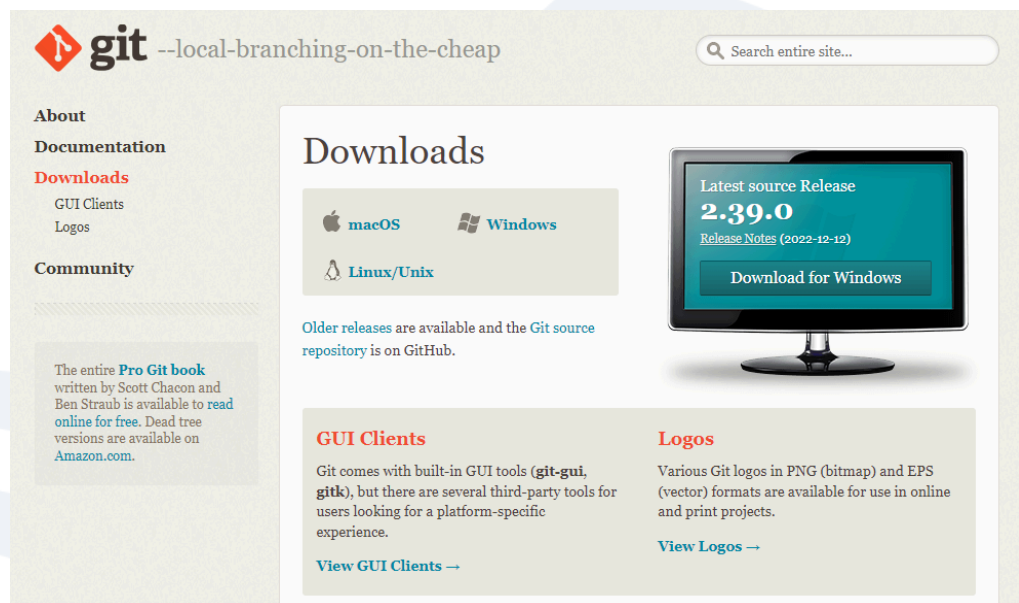 git --local-branching-on-the-cheap
Search entire site...
About
Documentation
Downloads
GUI Clients
Logos
Community
The entire Pro Git book
written by Scott Chacon and
Ben Straub is available to read
online for free. Dead tree
versions are available on
Amazon.com.
Downloads
macOS
Windows
Linux/Unix
Older releases are available and the Git source
repository is on GitHub.
Latest source Release
2.39.0
Release Notes (2022-12-12)
Download for Windows
GUI Clients
Git comes with built-in GUI tools (git-gui,
gitk), but there are several third-party tools for
users looking for a platform-specific
experience.
View GUI Clients →
Logos
Various Git logos in PNG (bitmap) and EPS
(vector) formats are available for use in online
and print projects.
View Logos →